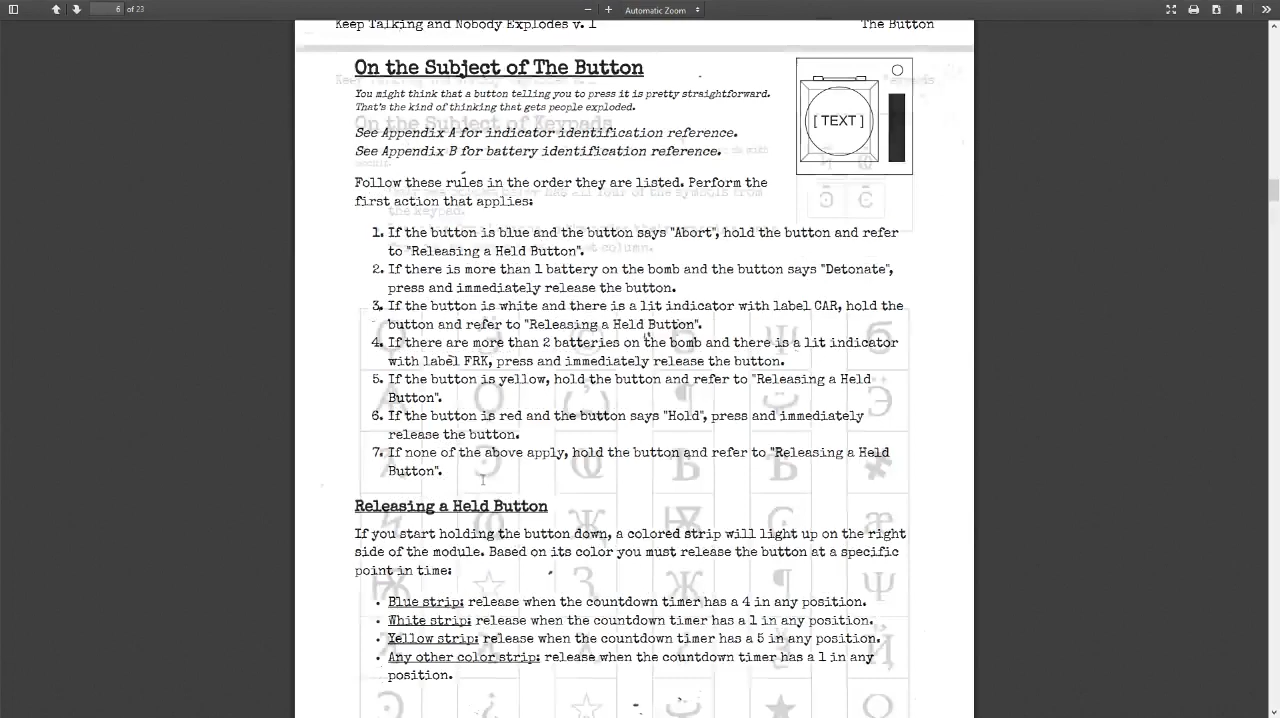 6 of 23
Automatic Zoom
Keep Talking and Nobody Explodes v. 1
The Button
On the Subject of The Button
You might think that a button telling you to press it is pretty straightforward.
That's the kind of thinking that gets people exploded.
On the Subject of Keypads
See Appendix A for indicator identification reference.
See Appendix B for battery identification reference.
[ TEXT ]
Follow these rules in the order they are listed. Perform the
first action that applies:
the keypad.
1. If the button is blue and the button says "Abort", hold the button and refer
to "Releasing a Held Button".
2. If there is more than 1 battery on the bomb and the button says "Detonate",
press and immediately release the button.
3. If the button is white and there is a lit indicator with label CAR, hold the
button and refer to "Releasing a Held Button".
4. If there are more than 2 batteries on the bomb and there is a lit indicator
with label FRK, press and immediately release the button.
5. If the button is yellow, hold the button and refer to "Releasing a Held
Button".
6. If the button is red and the button says "Hold", press and immediately
release the button.
7. If none of the above apply, hold the button and refer to "Releasing a Held
Button".
Releasing a Held Button
If you start holding the button down, a colored strip will light up on the right
side of the module. Based on its color you must release the button at a specific
point in time:
• Blue strip: release when the countdown timer has a 4 in any position.
• White strip: release when the countdown timer has a 1 in any position.
• Yellow strip: release when the countdown timer has a 5 in any position.
• Any other color strip: release when the countdown timer has a 1 in any
position.